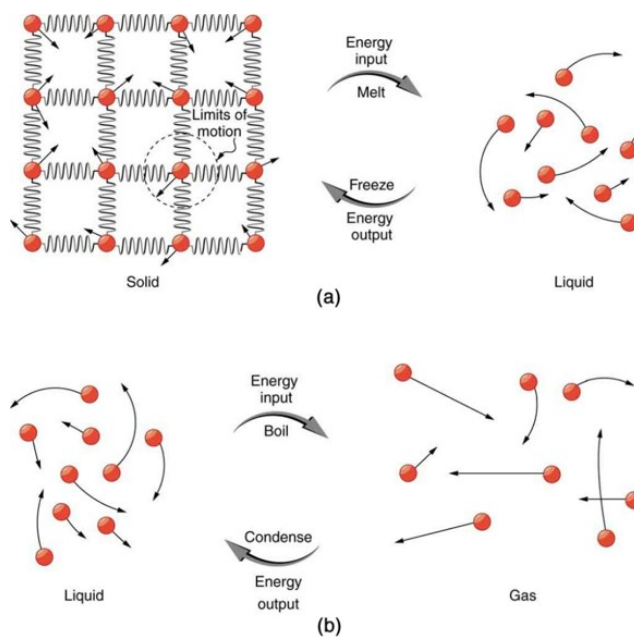 Energy
input
Melt
Limits of
motion
Freeze
Energy
output
Solid
Liquid
(a)
Energy
input
Boil
Condense
Energy
output
Liquid
Gas
(b)